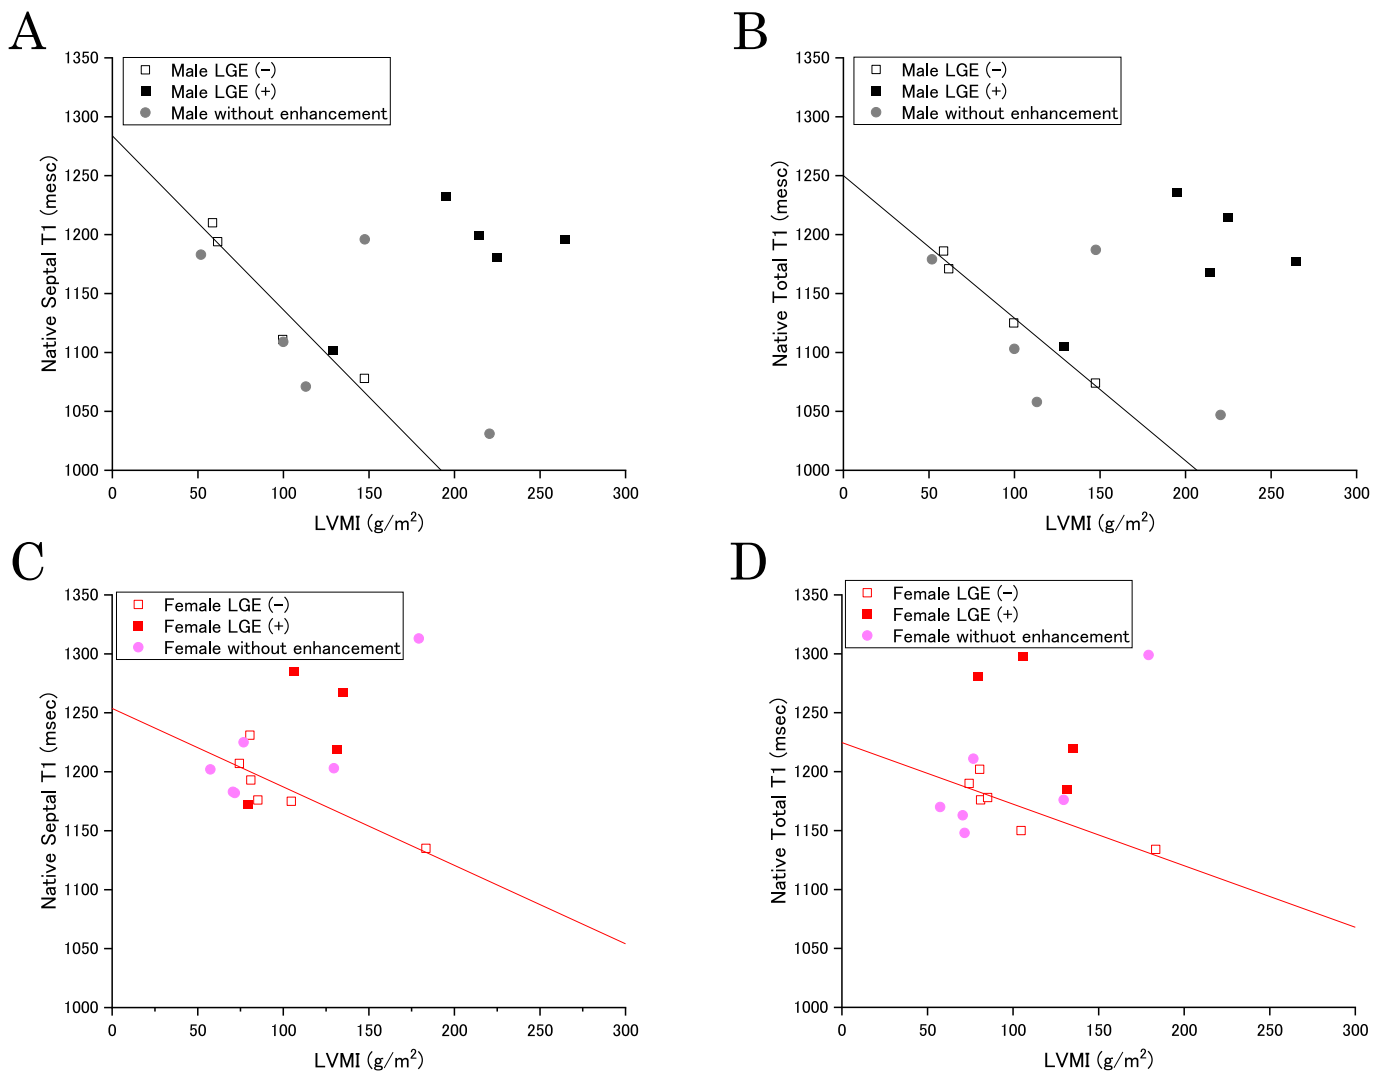 A
Male LGE (-)
Male LGE (+)
Male without enhancement
Native Septal T1 (mesc)
1350
1300
1250
1200
1150
1100
1050
1000
0 50 100 150 200 250 300
LVMI (g/m²)
B
Male LGE (-)
Male LGE (+)
Male without enhancement
Native Total T1 (mesc)
1350
1300
1250
1200
1150
1100
1050
1000
0 50 100 150 200 250 300
LVMI (g/m²)
C
Female LGE (-)
Female LGE (+)
Female without enhancement
Native Septal T1 (msec)
1350
1300
1250
1200
1150
1100
1050
1000
0 50 100 150 200 250 300
LVMI (g/m²)
D
Female LGE (-)
Female LGE (+)
Female withuot enhancement
Native Total T1 (msec)
1350
1300
1250
1200
1150
1100
1050
1000
0 50 100 150 200 250 300
LVMI (g/m²)